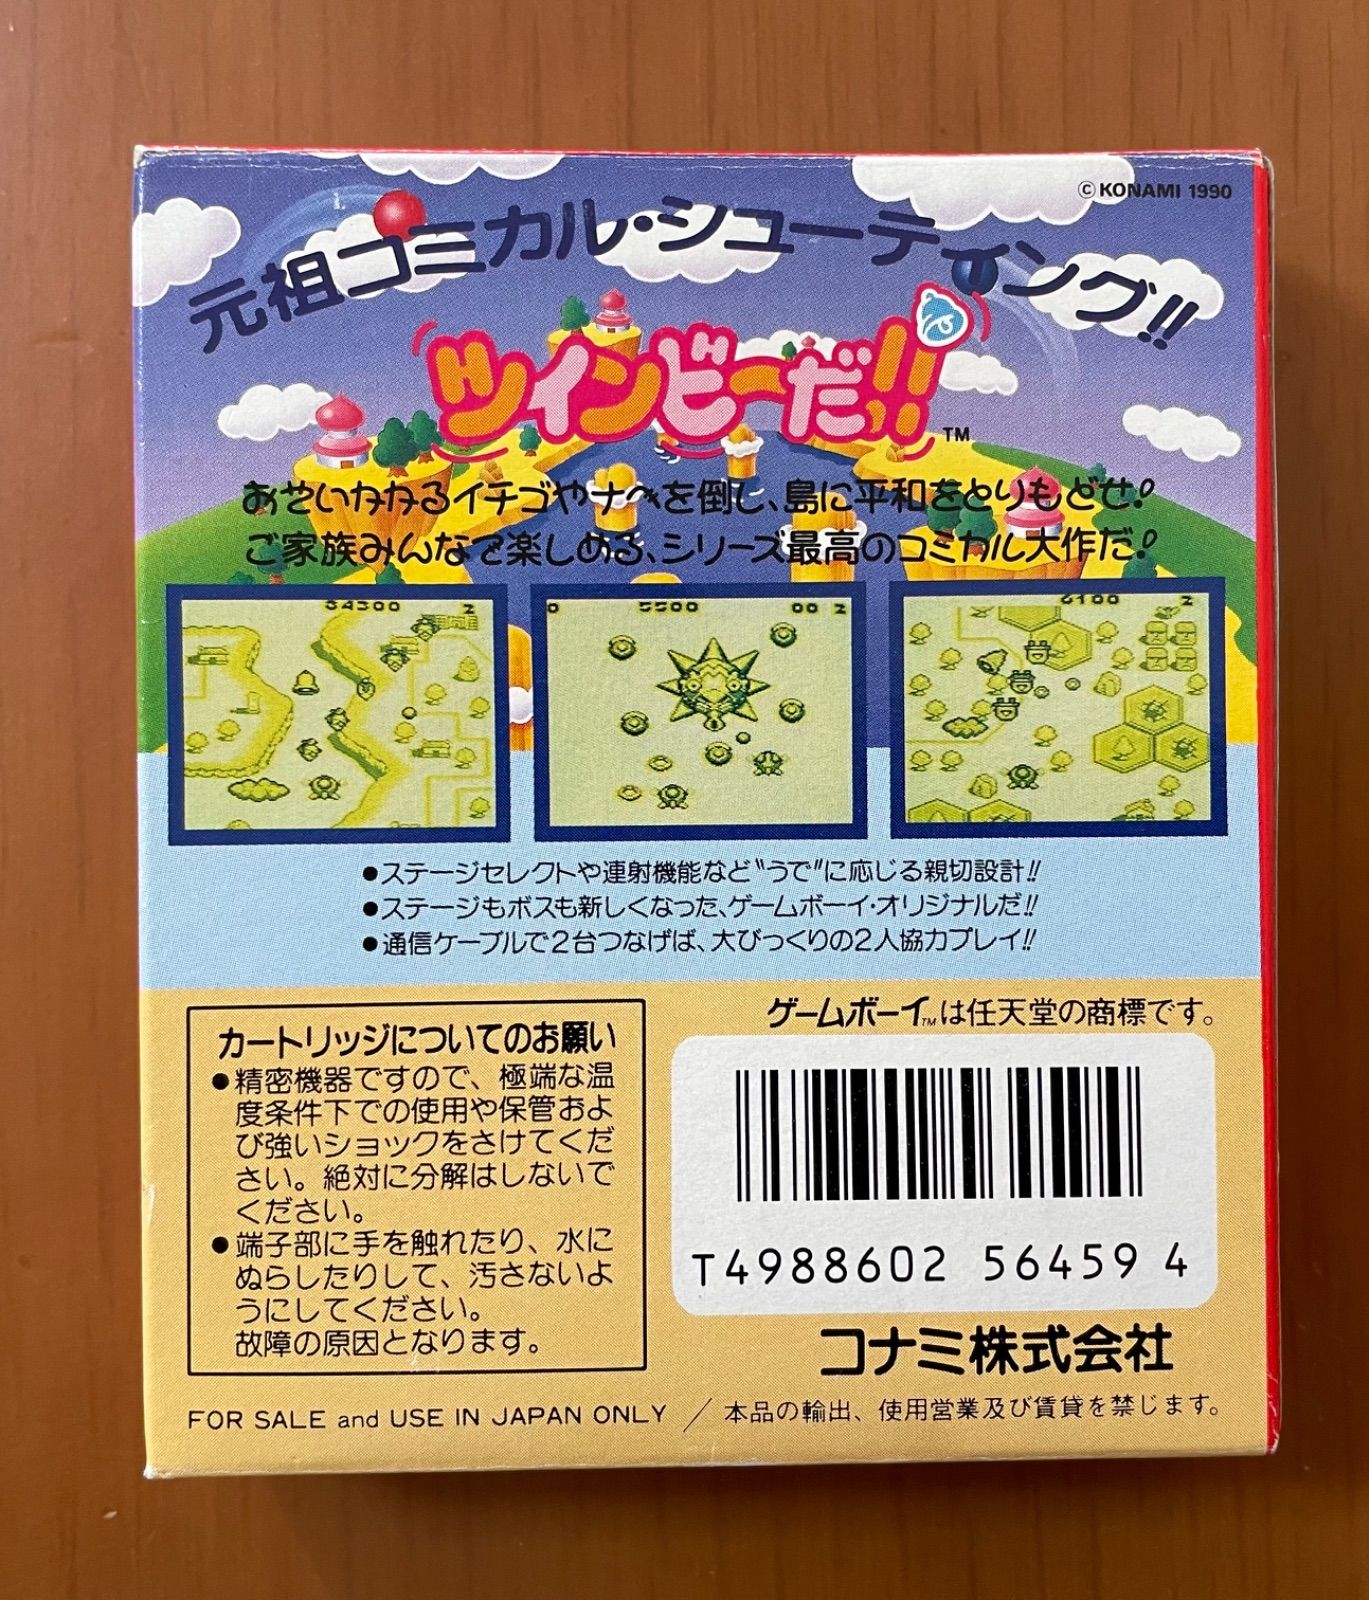 ©KONAMI 1990
元祖コミカル・シューティング!!
ツインビーだ!!
TM
おそいかかるイチゴやナベを倒し、島に平和をとりもどせ!
ご家族みんなで楽しめる、シリーズ最高のコミカル大作だ!
34300 2
0 5500 00 2
6100 2
●ステージセレクトや連射機能など"うで"に応じる親切設計!!
●ステージもボスも新しくなった、ゲームボーイ・オリジナルだ!!
●通信ケーブルで2台つなげば、大びっくりの2人協力プレイ!!
カートリッジについてのお願い
●精密機器ですので、極端な温
度条件下での使用や保管およ
び強いショックをさけてくだ
さい。絶対に分解はしないで
ください。
●端子部に手を触れたり、水に
ぬらしたりして、汚さないよ
うにしてください。
故障の原因となります。
ゲームボーイTMは任天堂の商標です。
T4988602 56459 4
コナミ株式会社
FOR SALE and USE IN JAPAN ONLY／本品の輸出、使用営業及び賃貸を禁じます。